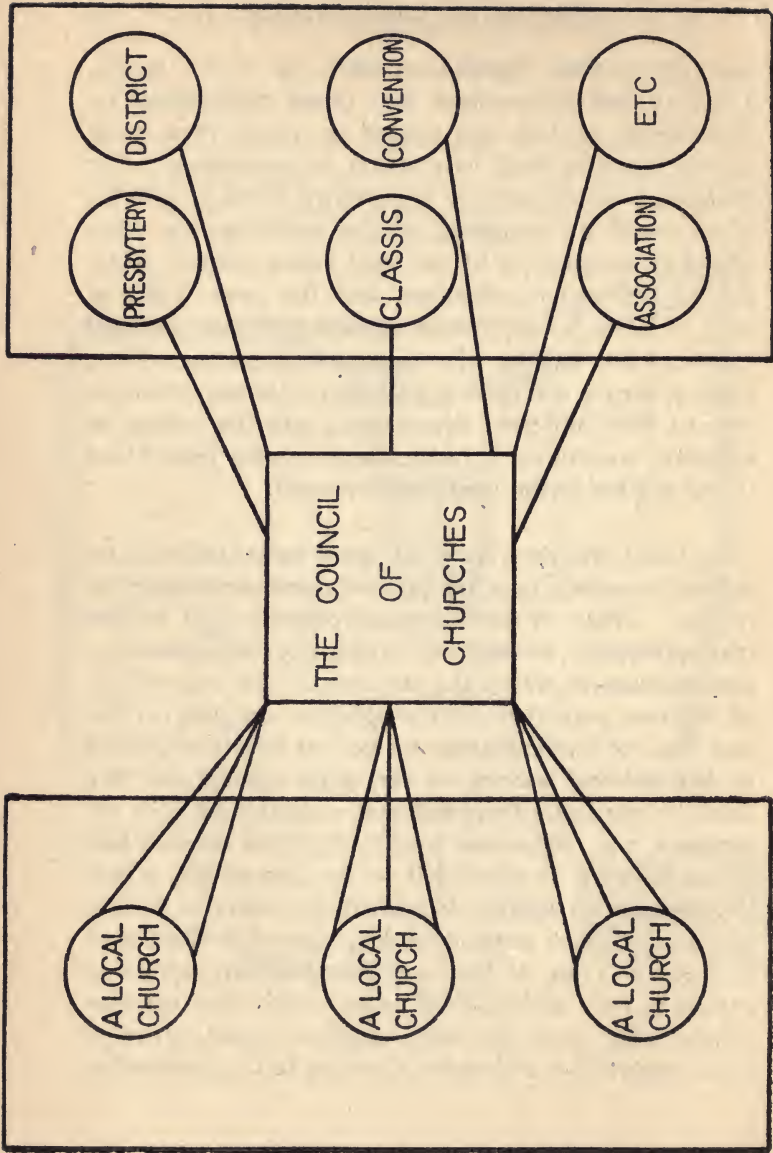 A LOCAL
CHURCH
A LOCAL
CHURCH
A LOCAL
CHURCH
THE COUNCIL
OF
CHURCHES
ASSOCIATION
CLASSIS
PRESBYTERY
ETC
CONVENTION
DISTRICT